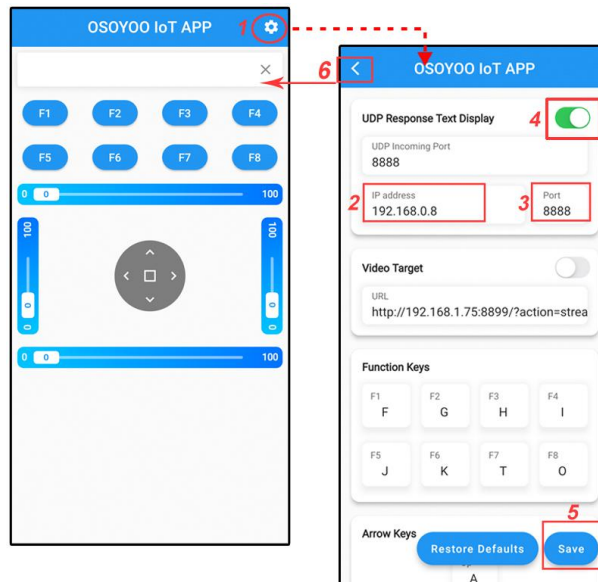 OSOYOO IoT APP
1
F1 F2 F3 F4
F5 F6 F7 F8
0 0 100
100 100
0 0
0 0
0 0 100
6
OSOYOO IoT APP
UDP Response Text Display
4
UDP Incoming Port
8888
2
IP address
192.168.0.8
3
Port
8888
Video Target
URL
http://192.168.1.75:8899/?action=strea
Function Keys
F1 F2 F3 F4
F G H I
F5 F6 F7 F8
J K T O
5
Arrow Keys
Restore Defaults
Save
A